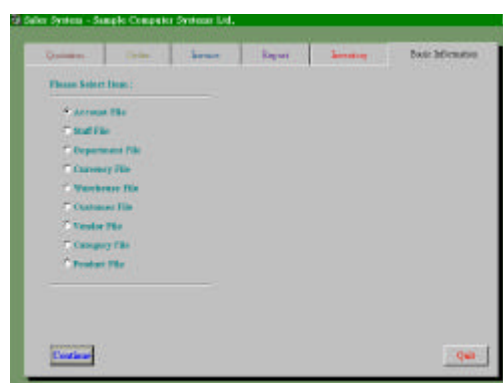 Sales System - Sample Computer Systems Ltd.
Quotation Order Invoice Report Inventory Basic Information
Please Select Item :
Account File
Staff File
Department File
Currency File
Warehouse File
Customer File
Vendor File
Category File
Product File
Continue Quit